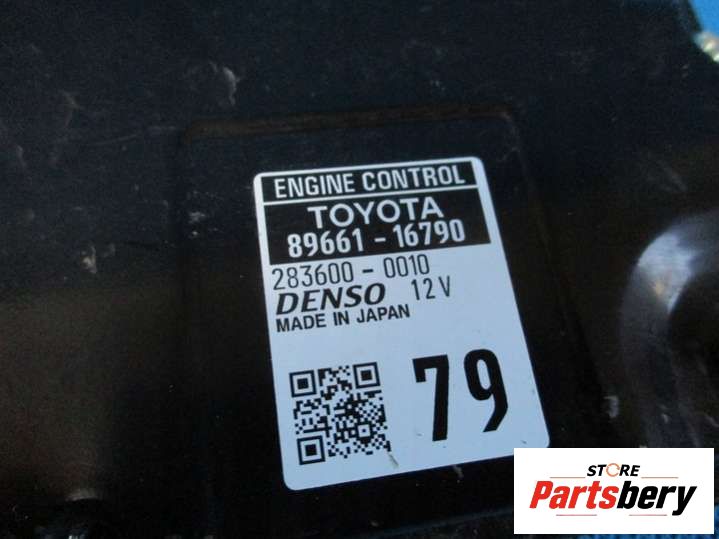 ENGINE CONTROL
TOYOTA
89661-16790
283600-0010
DENSO 12V
MADE IN JAPAN
79
STORE
Partsbery